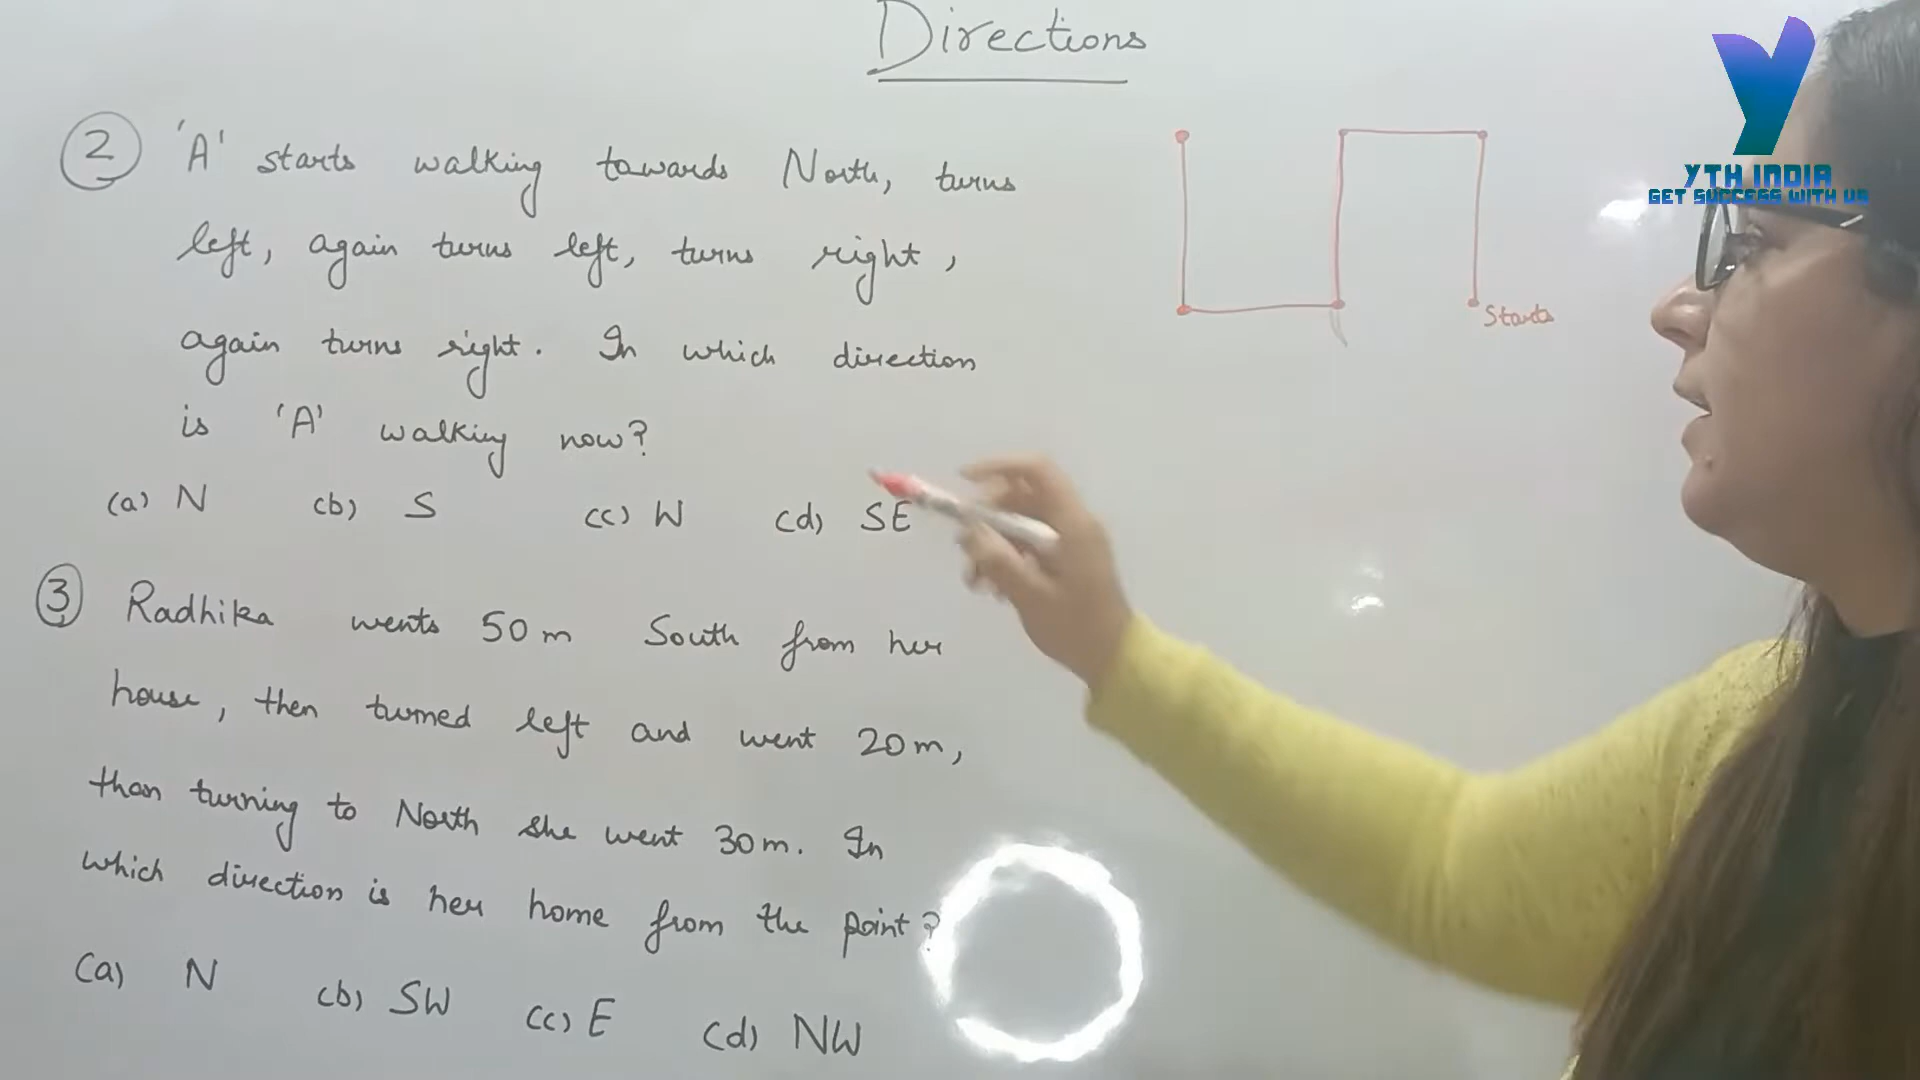 Directions
2 'A' starts walking towards North, turns
left, again turns left, turns right,
again turns right. In which direction
is 'A' walking now?
(a) N (b) S (c) W (d) SE
3 Radhika wents 50m South from her
house, then turned left and went 20m,
than turning to North she went 30m. In
which direction is her home from the point?
(a) N (b) SW (c) E (d) NW
Starts
Y
YTH INDIA
GET SUCCESS WITH US